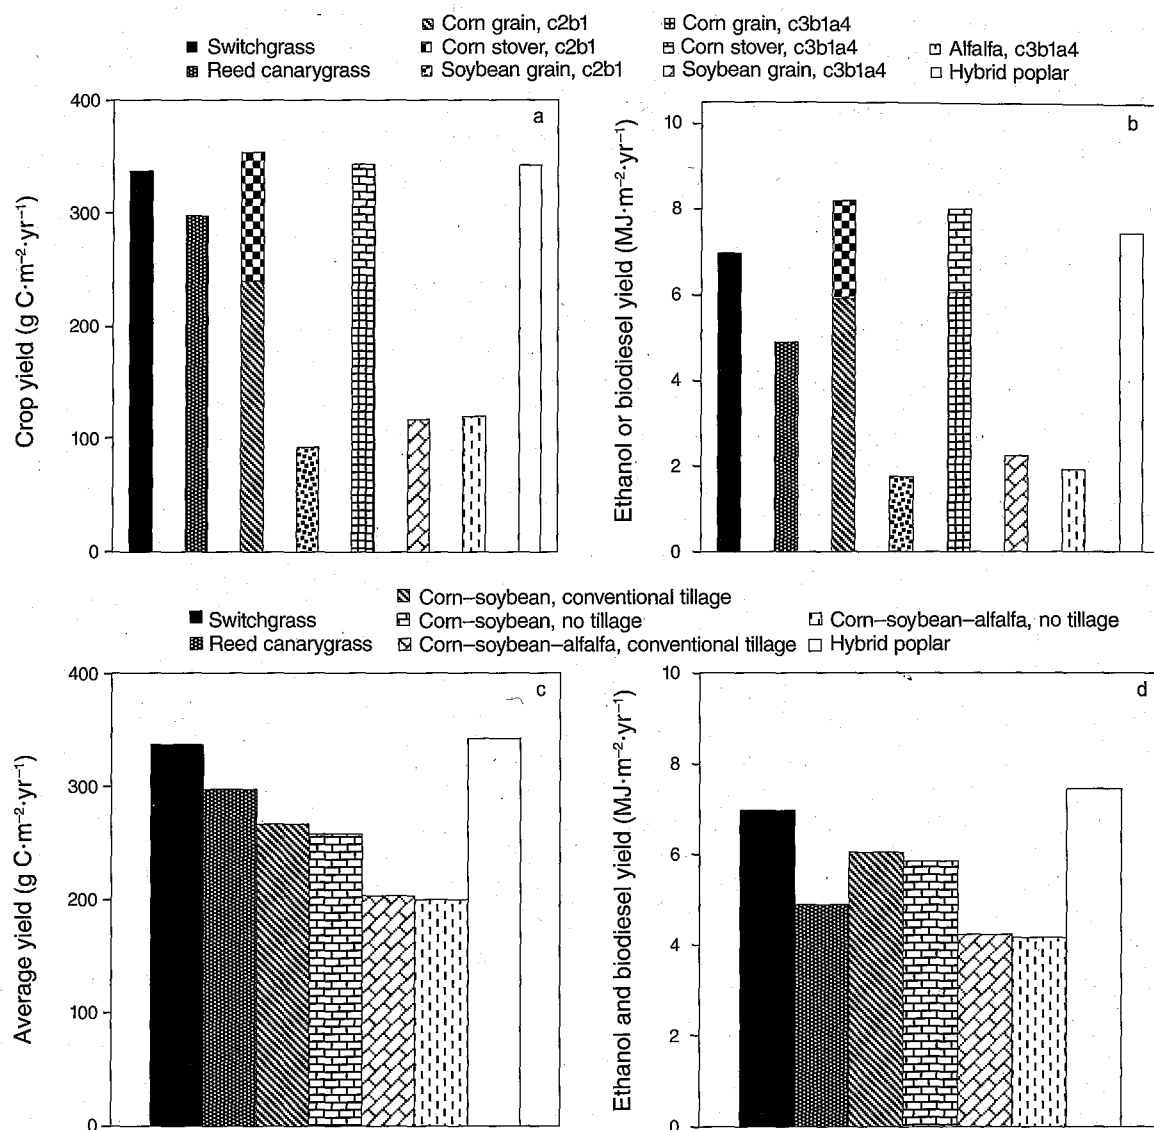 Corn grain, c2b1 Corn grain, c3b1a4
Switchgrass Corn stover, c2b1 Corn stover, c3b1a4 Alfalfa, c3b1a4
Reed canarygrass Soybean grain, c2b1 Soybean grain, c3b1a4 Hybrid poplar
a
400
300
200
100
0
Crop yield (g C·m⁻²·yr⁻¹)
b
10
8
6
4
2
0
Ethanol or biodiesel yield (MJ·m⁻²·yr⁻¹)
Corn–soybean, conventional tillage
Switchgrass Corn–soybean, no tillage Corn–soybean–alfalfa, no tillage
Reed canarygrass Corn–soybean–alfalfa, conventional tillage Hybrid poplar
c
400
300
200
100
0
Average yield (g C·m⁻²·yr⁻¹)
d
10
8
6
4
2
0
Ethanol and biodiesel yield (MJ·m⁻²·yr⁻¹)